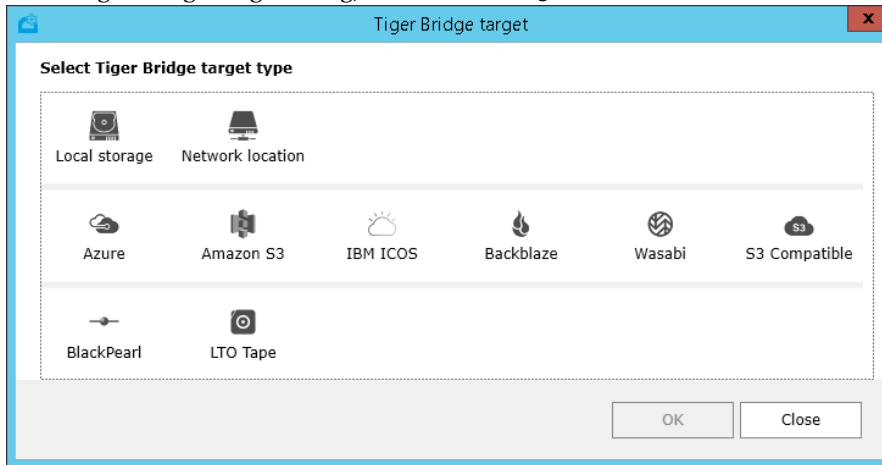 Tiger Bridge target
x
Select Tiger Bridge target type
Local storage Network location
S3
Azure Amazon S3 IBM ICOS Backblaze Wasabi S3 Compatible
BlackPearl LTO Tape
OK Close